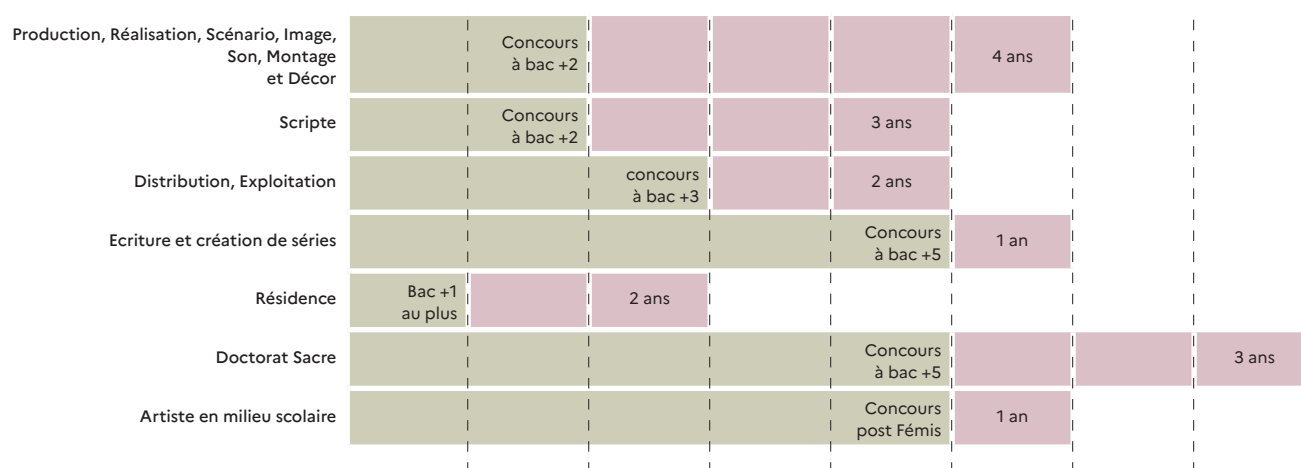 Production, Réalisation, Scénario, Image,
Son, Montage
et Décor
Concours
à bac +2
4 ans
Scripte
Concours
à bac +2
3 ans
Distribution, Exploitation
concours
à bac +3
2 ans
Ecriture et création de séries
Concours
à bac +5
1 an
Résidence
Bac +1
au plus
2 ans
Doctorat Sacre
Concours
à bac +5
3 ans
Artiste en milieu scolaire
Concours
post Fémis
1 an